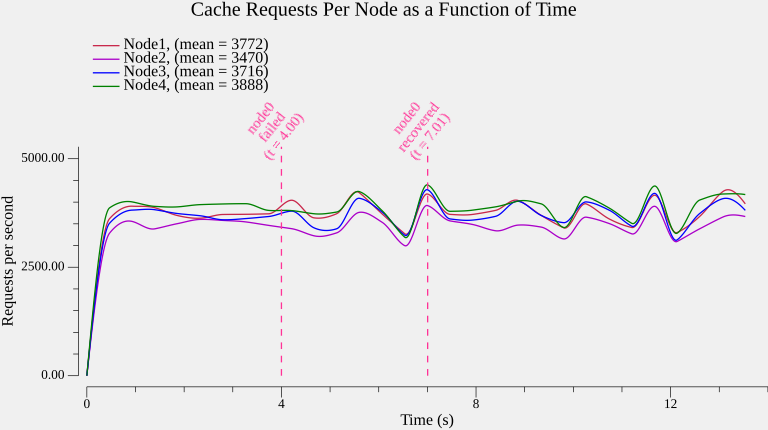 Cache Requests Per Node as a Function of Time
Node1, (mean = 3772)
Node2, (mean = 3470)
Node3, (mean = 3716)
Node4, (mean = 3888)
node0
failed
(t = 4.00)
node0
recovered
(t = 7.01)
5000.00
2500.00
0.00
Requests per second
0 4 8 12
Time (s)